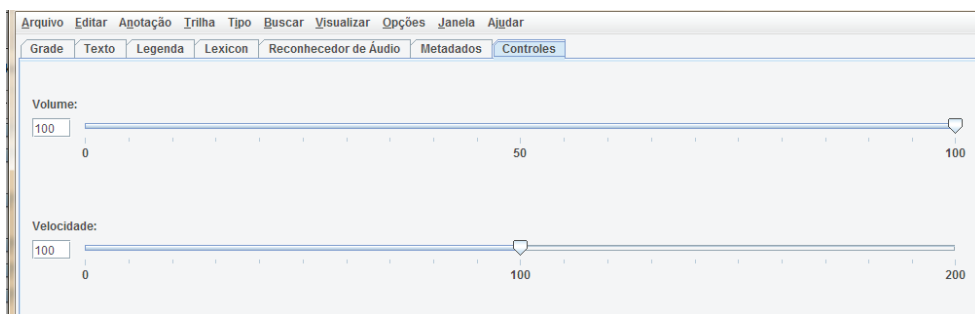 Arquivo Editar Anotação Trilha Tipo Buscar Visualizar Opções Janela Ajudar
Grade Texto Legenda Lexicon Reconhecedor de Áudio Metadados Controles
Volume:
100
0 50 100
Velocidade:
100
0 100 200